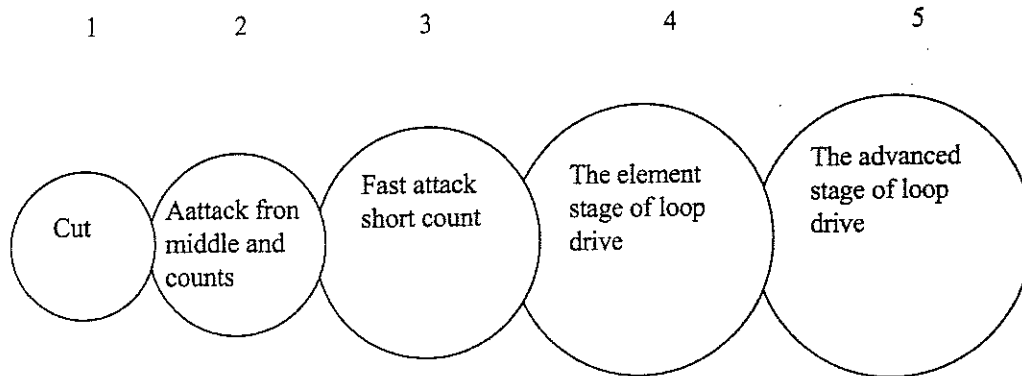 1 2 3 4 5
Cut
Aattack fron
middle and
counts
Fast attack
short count
The element
stage of loop
drive
The advanced
stage of loop
drive